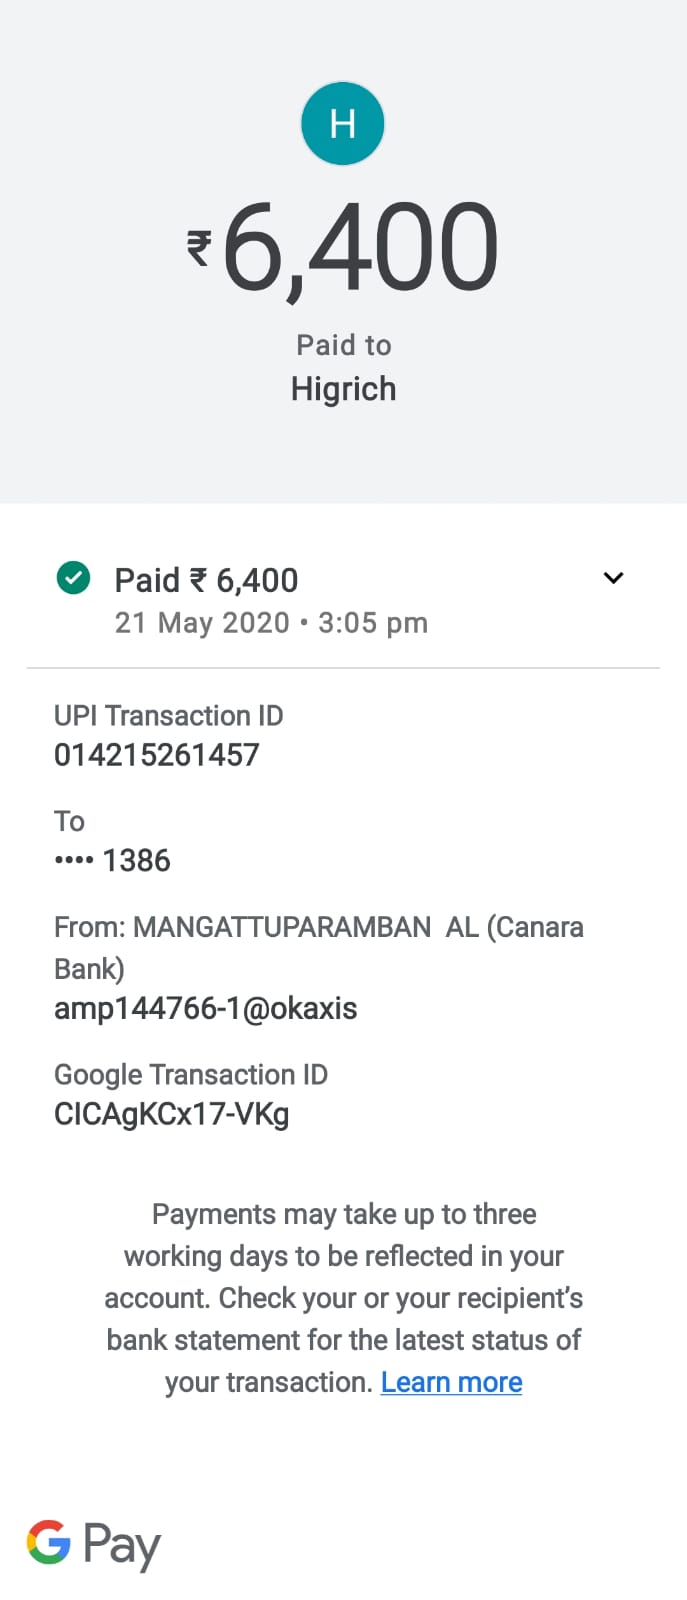 H
₹6,400
Paid to
Higrich
Paid ₹ 6,400
21 May 2020 • 3:05 pm
UPI Transaction ID
014215261457
To
•••• 1386
From: MANGATTUPARAMBAN  AL (Canara
Bank)
amp144766-1@okaxis
Google Transaction ID
CICAgKCx17-VKg
Payments may take up to three
working days to be reflected in your
account. Check your or your recipient’s
bank statement for the latest status of
your transaction. Learn more
G Pay